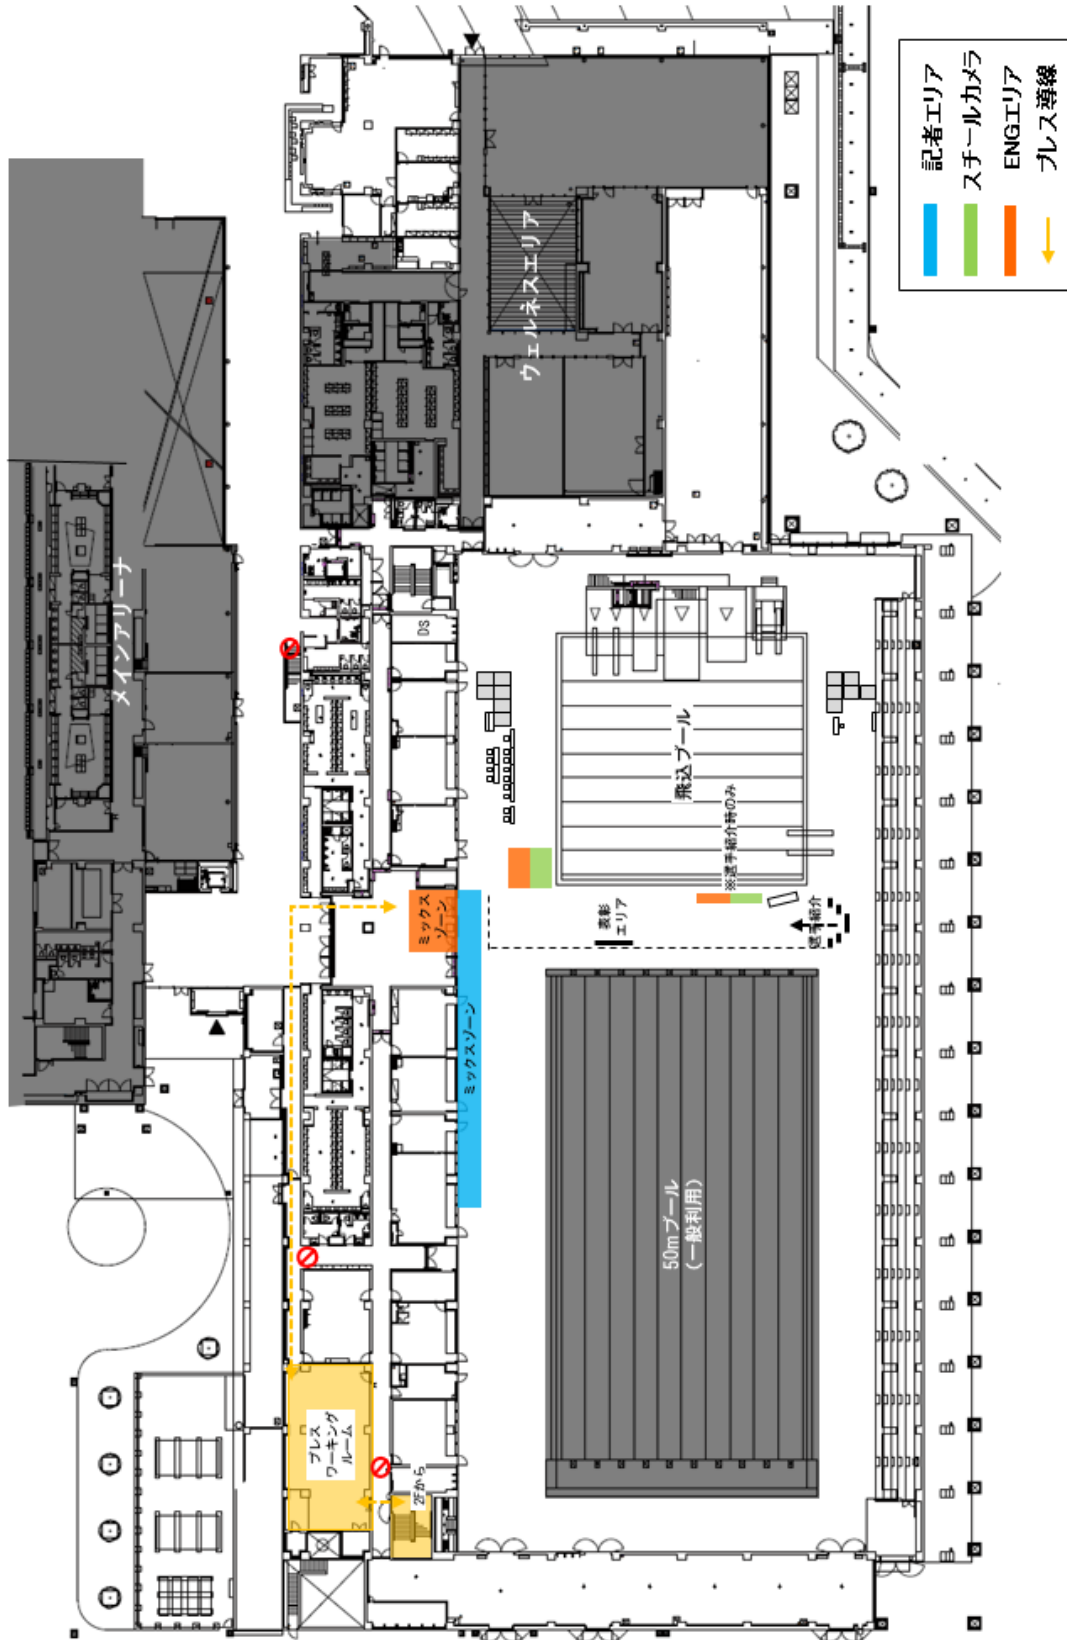 記者エリア
スチールカメラ
ENGエリア
プレス導線
メインアリーナ
ウェルネスエリア
DS
飛込プール
※選手紹介時のみ
ミックス
ゾーン
表彰
エリア
選手紹介
ミックスゾーン
50mプール
(一般利用)
プレス
ワーキング
ルーム
2Fから